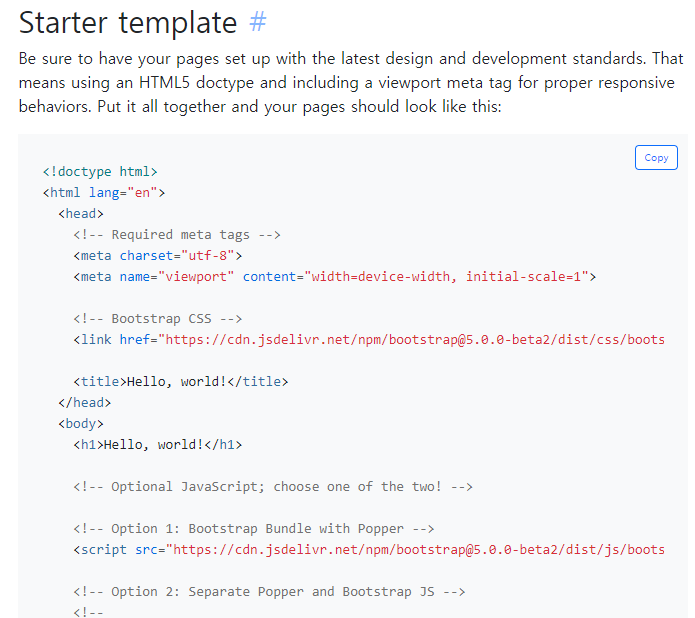 Starter template #
Be sure to have your pages set up with the latest design and development standards. That
means using an HTML5 doctype and including a viewport meta tag for proper responsive
behaviors. Put it all together and your pages should look like this:
Copy
<!doctype html>
<html lang="en">
  <head>
    <!-- Required meta tags -->
    <meta charset="utf-8">
    <meta name="viewport" content="width=device-width, initial-scale=1">

    <!-- Bootstrap CSS -->
    <link href="https://cdn.jsdelivr.net/npm/bootstrap@5.0.0-beta2/dist/css/boots

    <title>Hello, world!</title>
  </head>
  <body>
    <h1>Hello, world!</h1>

    <!-- Optional JavaScript; choose one of the two! -->

    <!-- Option 1: Bootstrap Bundle with Popper -->
    <script src="https://cdn.jsdelivr.net/npm/bootstrap@5.0.0-beta2/dist/js/boots

    <!-- Option 2: Separate Popper and Bootstrap JS -->
    <!--